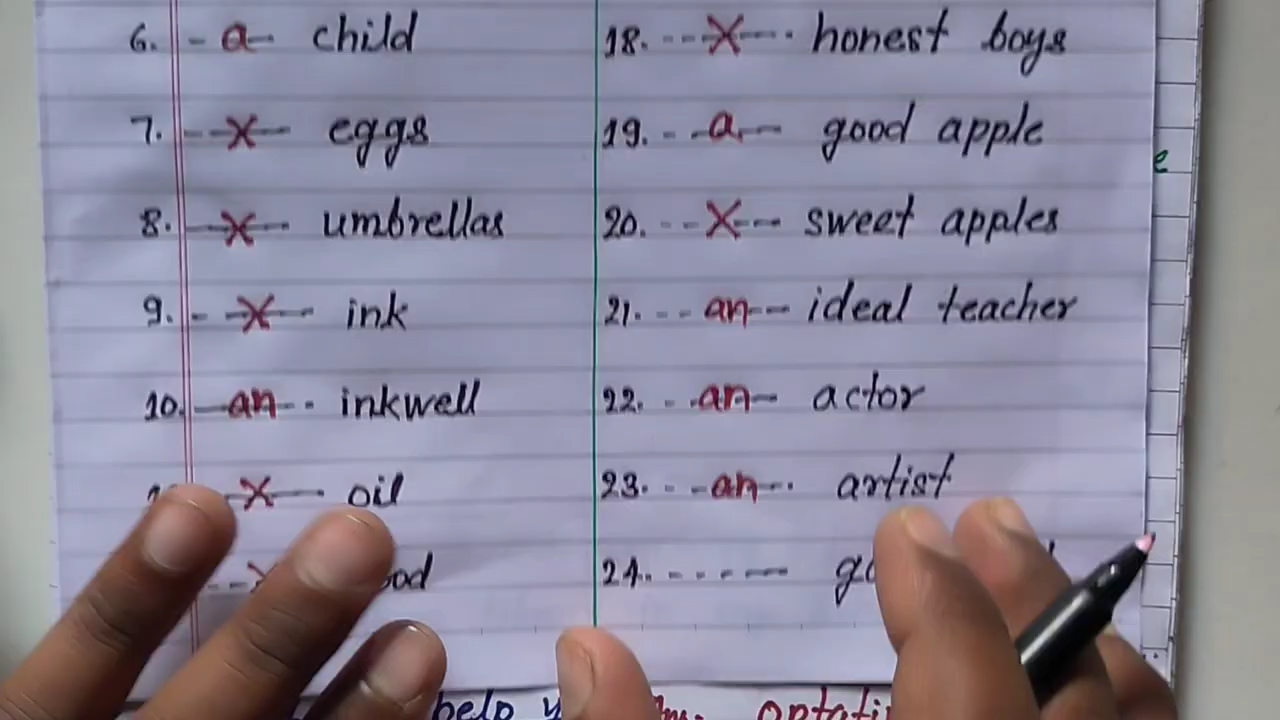 6. - a - child
7. - - x - eggs
8. - x - umbrellas
9. - - x - ink
10. - an - - inkwell
- x - oil
- - x
18. - - x - - honest boys
19. - - a - - good apple
20. - - x - - sweet apples
21. - - an - - ideal teacher
22. - - an - actor
23. - - an - - artist
24. - - - - -
e
help